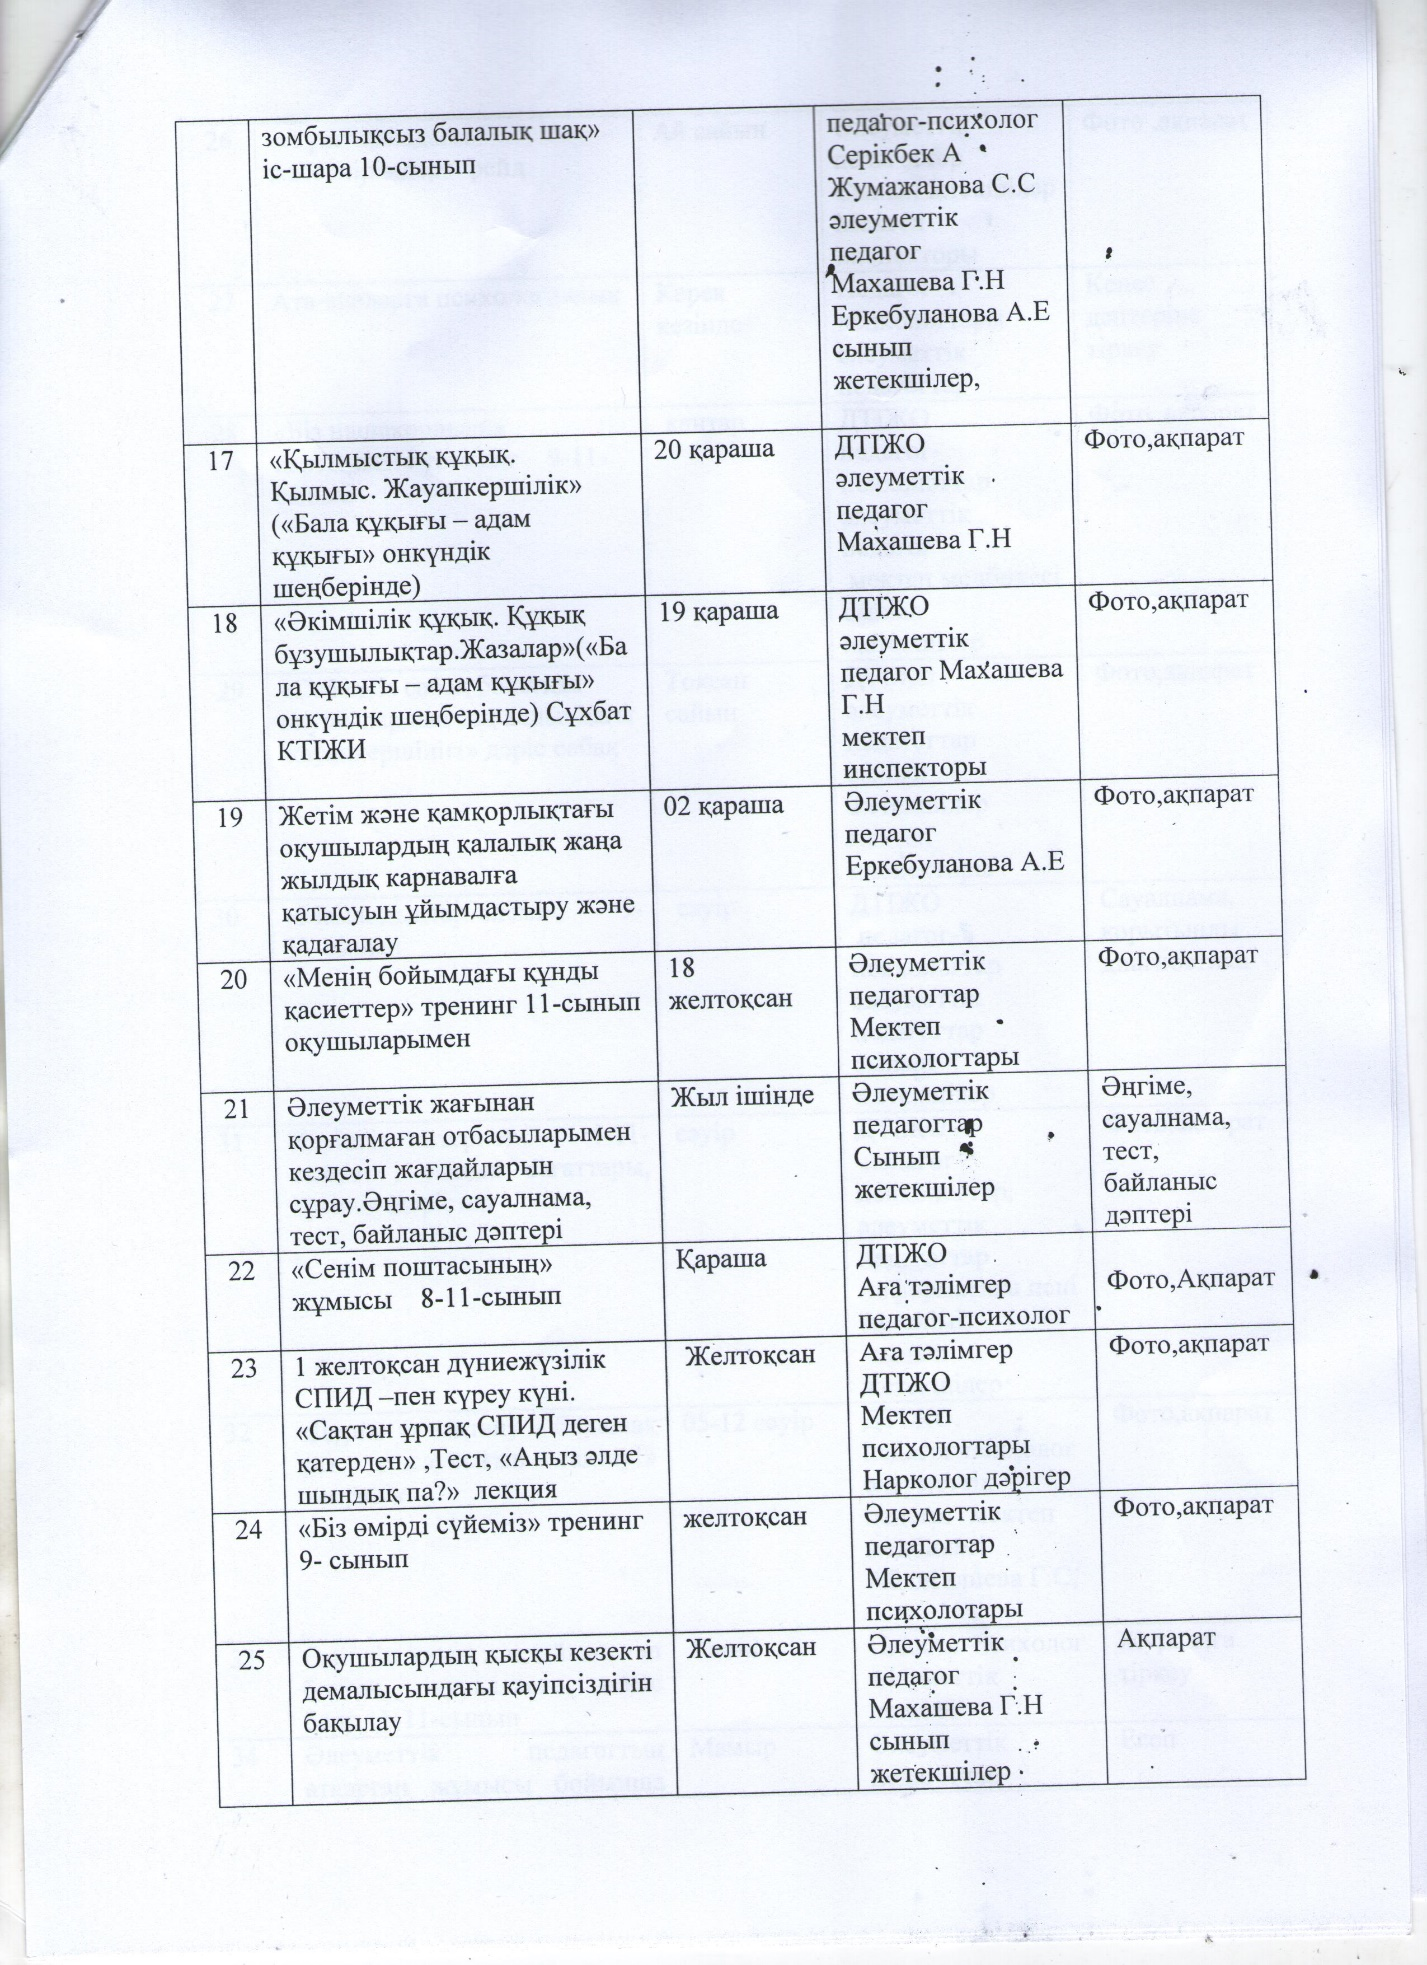 зомбылықсыз балалық шақ»
іс-шара 10-сынып
педагог-психолог
Серікбек А
Жумажанова С.С
әлеуметтік
педагог
Махашева Г.Н
Еркебуланова А.Е
сынып
жетекшілер,
17
«Қылмыстық құқық.
Қылмыс. Жауапкершілік»
(«Бала құқығы – адам
құқығы» онкүндік
шеңберінде)
20 қараша
ДТІЖО
әлеуметтік
педагог
Махашева Г.Н
Фото,ақпарат
18
«Әкімшілік құқық. Құқық
бұзушылықтар.Жазалар»(«Ба
ла құқығы – адам құқығы»
онкүндік шеңберінде) Сұхбат
КТІЖИ
19 қараша
ДТІЖО
әлеуметтік
педагог Махашева
Г.Н
мектеп
инспекторы
Фото,ақпарат
19
Жетім және қамқорлықтағы
оқушылардың қалалық жаңа
жылдық карнавалға
қатысуын ұйымдастыру және
қадағалау
02 қараша
Әлеуметтік
педагог
Еркебуланова А.Е
Фото,ақпарат
20
«Менің бойымдағы құнды
қасиеттер» тренинг 11-сынып
оқушыларымен
18
желтоқсан
Әлеуметтік
педагогтар
Мектеп
психологтары
Фото,ақпарат
21
Әлеуметтік жағынан
қорғалмаған отбасыларымен
кездесіп жағдайларын
сұрау.Әңгіме, сауалнама,
тест, байланыс дәптері
Жыл ішінде
Әлеуметтік
педагогтар
Сынып
жетекшілер
Әңгіме,
сауалнама,
тест,
байланыс
дәптері
22
«Сенім поштасының»
жұмысы 8-11-сынып
Қараша
ДТІЖО
Аға тәлімгер
педагог-психолог
Фото,Ақпарат
23
1 желтоқсан дүниежүзілік
СПИД –пен күреу күні.
«Сақтан ұрпақ СПИД деген
қатерден» ,Тест, «Аңыз әлде
шындық па?» лекция
Желтоқсан
Аға тәлімгер
ДТІЖО
Мектеп
психологтары
Нарколог дәрігер
Фото,ақпарат
24
«Біз өмірді сүйеміз» тренинг
9- сынып
желтоқсан
Әлеуметтік
педагогтар
Мектеп
психолотары
Фото,ақпарат
25
Оқушылардың қысқы кезекті
демалысындағы қауіпсіздігін
бақылау
Желтоқсан
Әлеуметтік
педагог
Махашева Г.Н
сынып
жетекшілер
Ақпарат